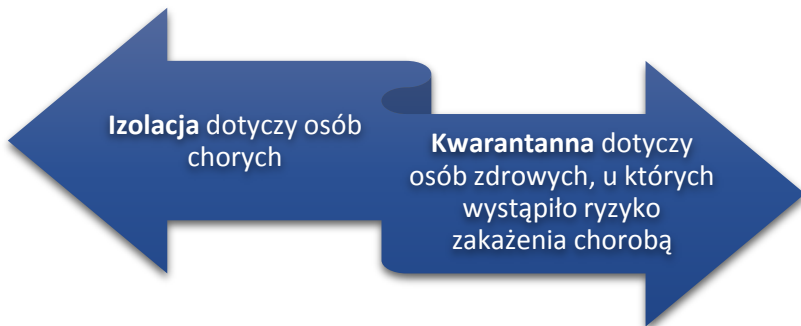 Izolacja dotyczy osób
chorych
Kwarantanna dotyczy
osób zdrowych, u których
wystąpiło ryzyko
zakażenia chorobą